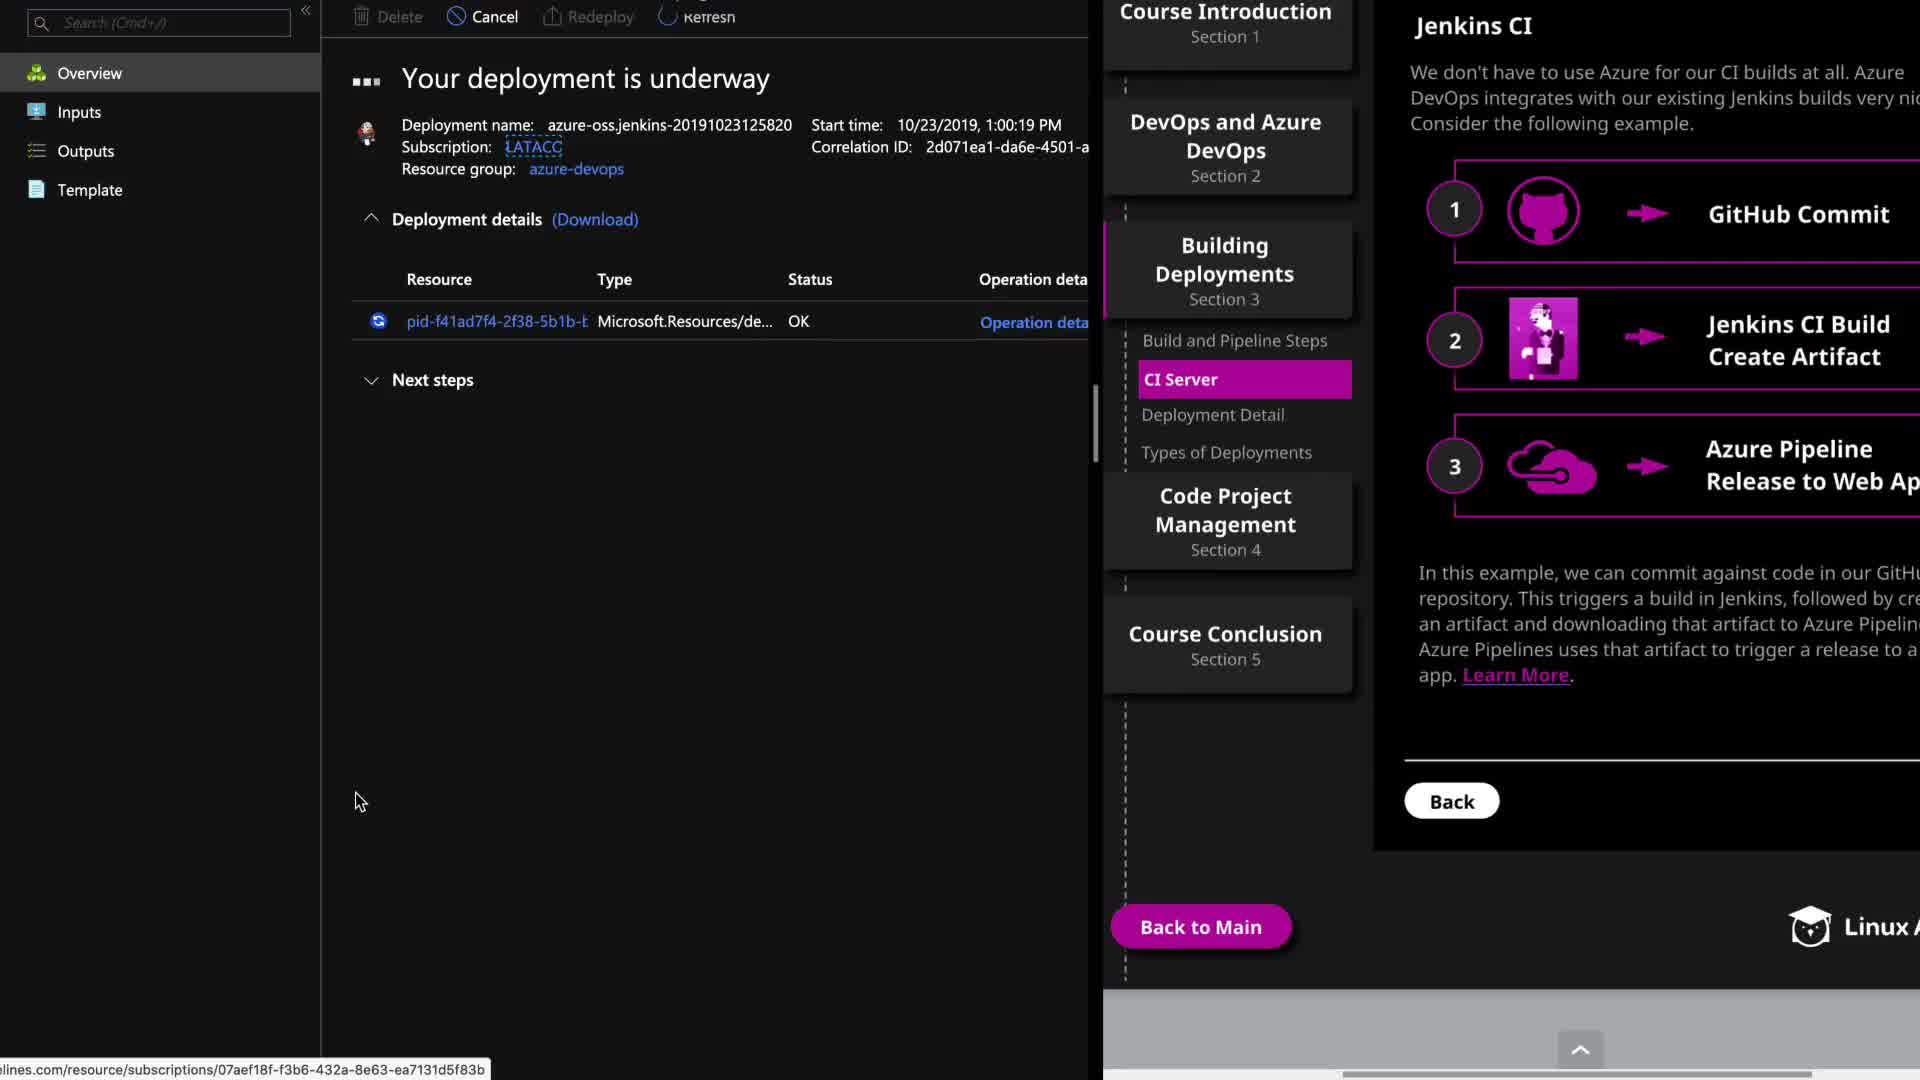 Search (Cmd+/)
«
Overview
Inputs
Outputs
Template
Delete
Cancel
Redeploy
Refresh
Your deployment is underway
Deployment name: azure-oss.jenkins-20191023125820
Subscription: LATACC
Resource group: azure-devops
Start time: 10/23/2019, 1:00:19 PM
Correlation ID: 2d071ea1-da6e-4501-a
Deployment details (Download)
Resource Type Status Operation deta
pid-f41ad7f4-2f38-5b1b-b Microsoft.Resources/de... OK Operation deta
Next steps
elines.com/resource/subscriptions/07aef18f-f3b6-432a-8e63-ea7131d5f83b
Course Introduction
Section 1
DevOps and Azure
DevOps
Section 2
Building
Deployments
Section 3
Build and Pipeline Steps
CI Server
Deployment Detail
Types of Deployments
Code Project
Management
Section 4
Course Conclusion
Section 5
Back to Main
Jenkins CI
We don't have to use Azure for our CI builds at all. Azure
DevOps integrates with our existing Jenkins builds very nic
Consider the following example.
1 GitHub Commit
2 Jenkins CI Build
Create Artifact
3 Azure Pipeline
Release to Web Ap
In this example, we can commit against code in our GitHu
repository. This triggers a build in Jenkins, followed by cre
an artifact and downloading that artifact to Azure Pipelin
Azure Pipelines uses that artifact to trigger a release to a
app. Learn More.
Back
Linux A